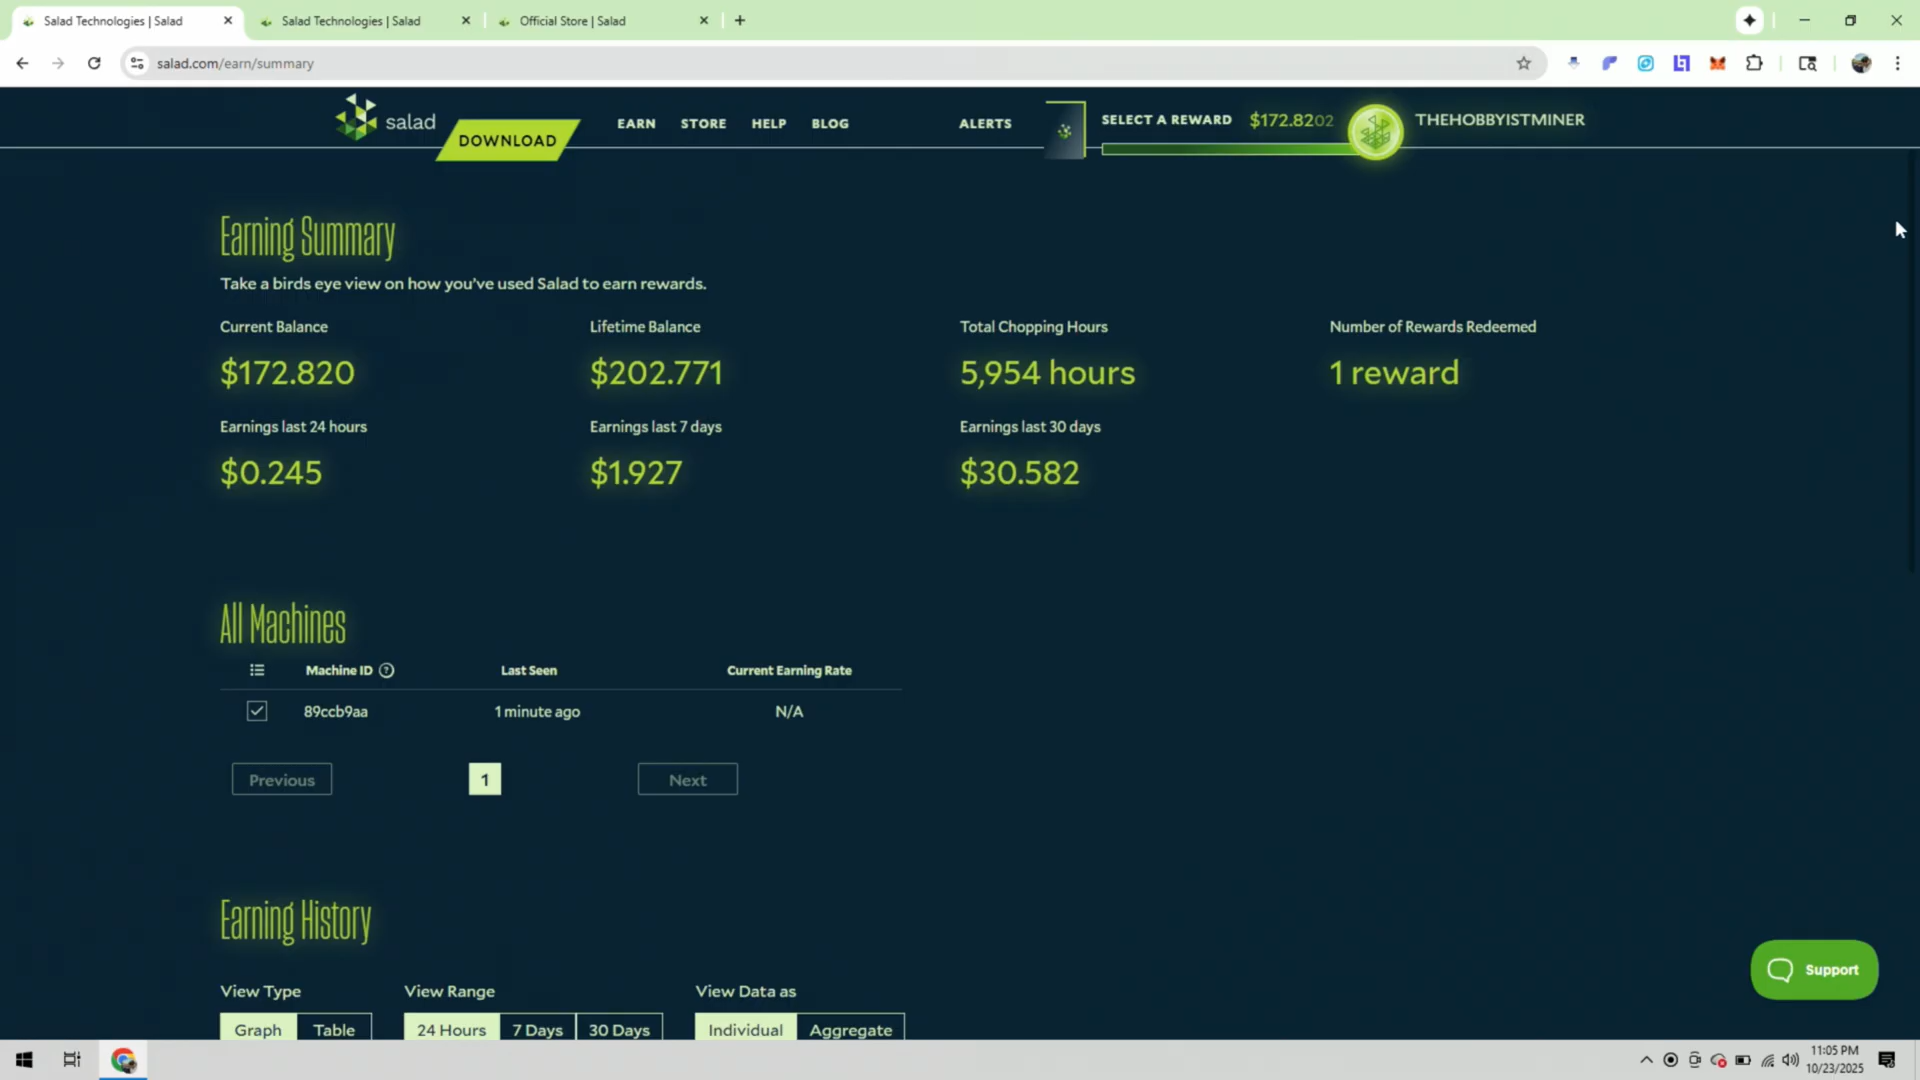 Salad Technologies | Salad
Salad Technologies | Salad
Official Store | Salad
salad.com/earn/summary
salad
DOWNLOAD
EARN
STORE
HELP
BLOG
ALERTS
SELECT A REWARD
$172.8202
THEHOBBYISTMINER
Earning Summary
Take a birds eye view on how you've used Salad to earn rewards.
Current Balance
Lifetime Balance
Total Chopping Hours
Number of Rewards Redeemed
$172.820
$202.771
5,954 hours
1 reward
Earnings last 24 hours
Earnings last 7 days
Earnings last 30 days
$0.245
$1.927
$30.582
All Machines
Machine ID ?
Last Seen
Current Earning Rate
89ccb9aa
1 minute ago
N/A
Previous
1
Next
Earning History
View Type
View Range
View Data as
Graph
Table
24 Hours
7 Days
30 Days
Individual
Aggregate
Support
11:05 PM
10/23/2025